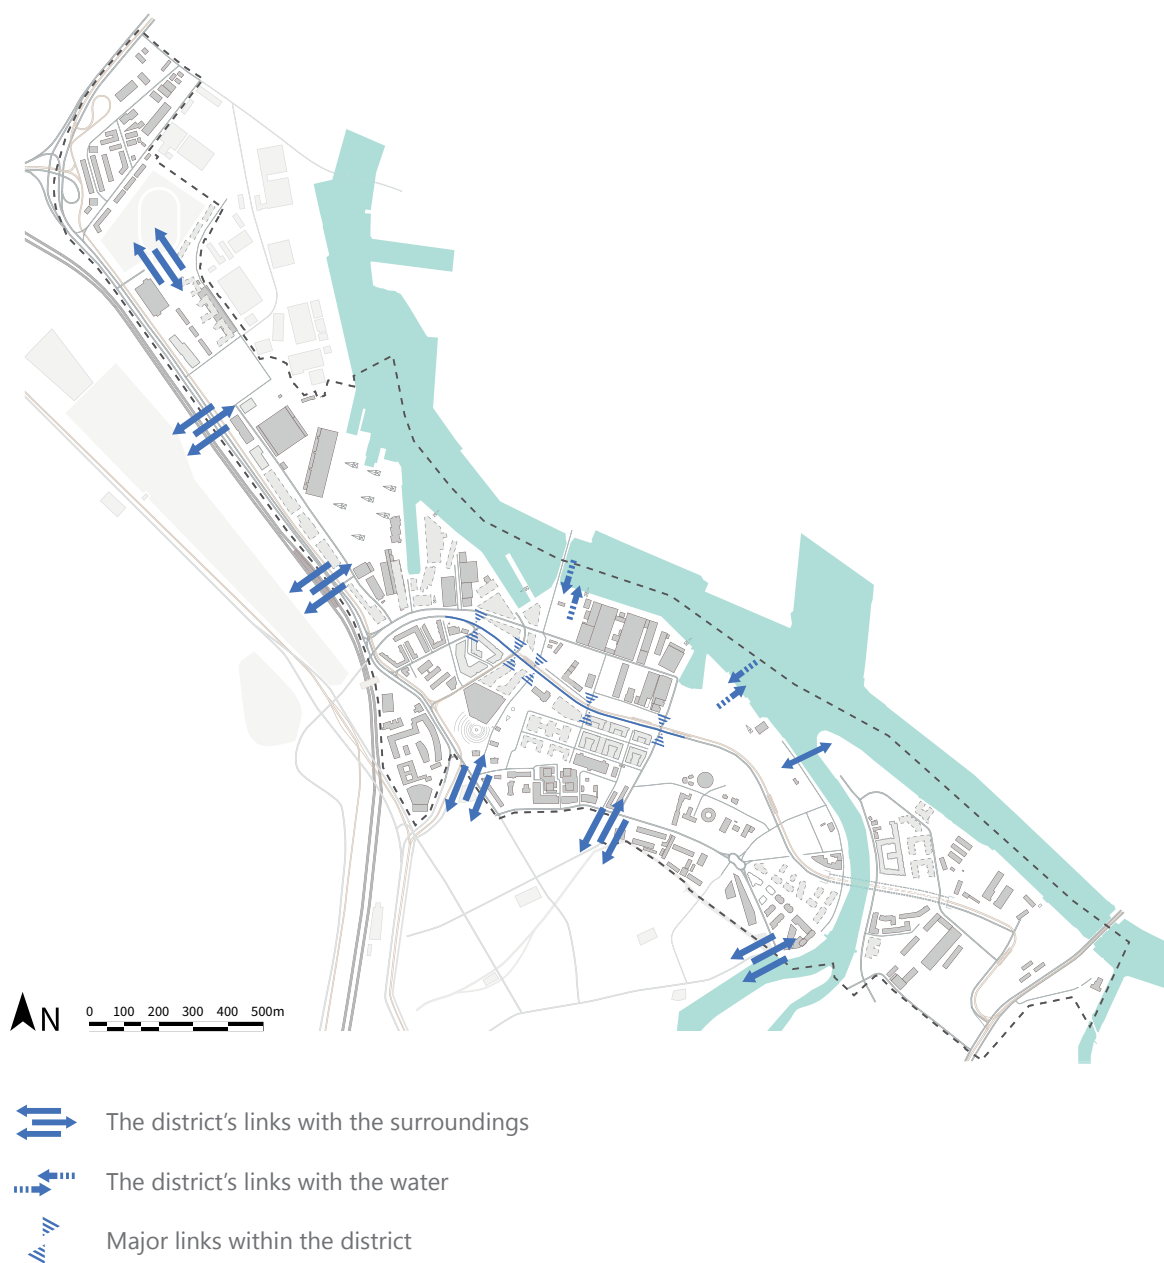 N
0 100 200 300 400 500m
The district's links with the surroundings
The district's links with the water
Major links within the district